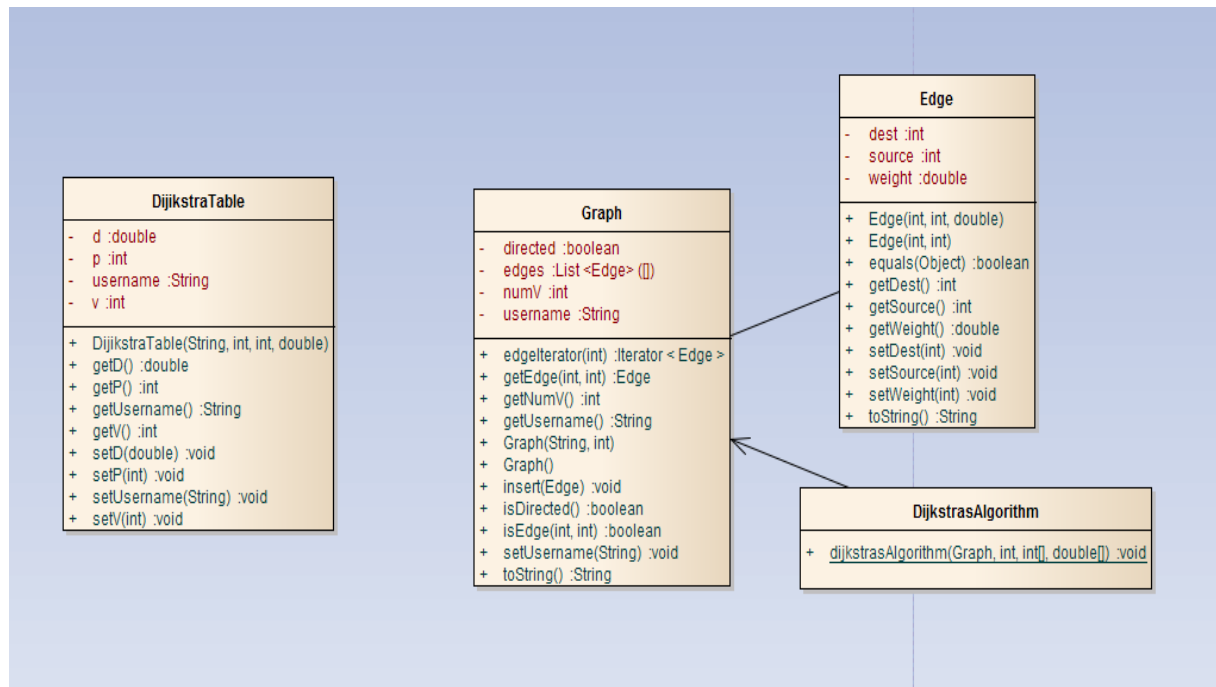 DijikstraTable
- d :double
- p :int
- username :String
- v :int
+ DijikstraTable(String, int, int, double)
+ getD() :double
+ getP() :int
+ getUsername() :String
+ getV() :int
+ setD(double) :void
+ setP(int) :void
+ setUsername(String) :void
+ setV(int) :void
Graph
- directed :boolean
- edges :List <Edge> ([])
- numV :int
- username :String
+ edgeIterator(int) :Iterator < Edge >
+ getEdge(int, int) :Edge
+ getNumV() :int
+ getUsername() :String
+ Graph(String, int)
+ Graph()
+ insert(Edge) :void
+ isDirected() :boolean
+ isEdge(int, int) :boolean
+ setUsername(String) :void
+ toString() :String
Edge
- dest :int
- source :int
- weight :double
+ Edge(int, int, double)
+ Edge(int, int)
+ equals(Object) :boolean
+ getDest() :int
+ getSource() :int
+ getWeight() :double
+ setDest(int) :void
+ setSource(int) :void
+ setWeight(int) :void
+ toString() :String
DijkstrasAlgorithm
+ dijkstrasAlgorithm(Graph, int, int[], double[]) :void